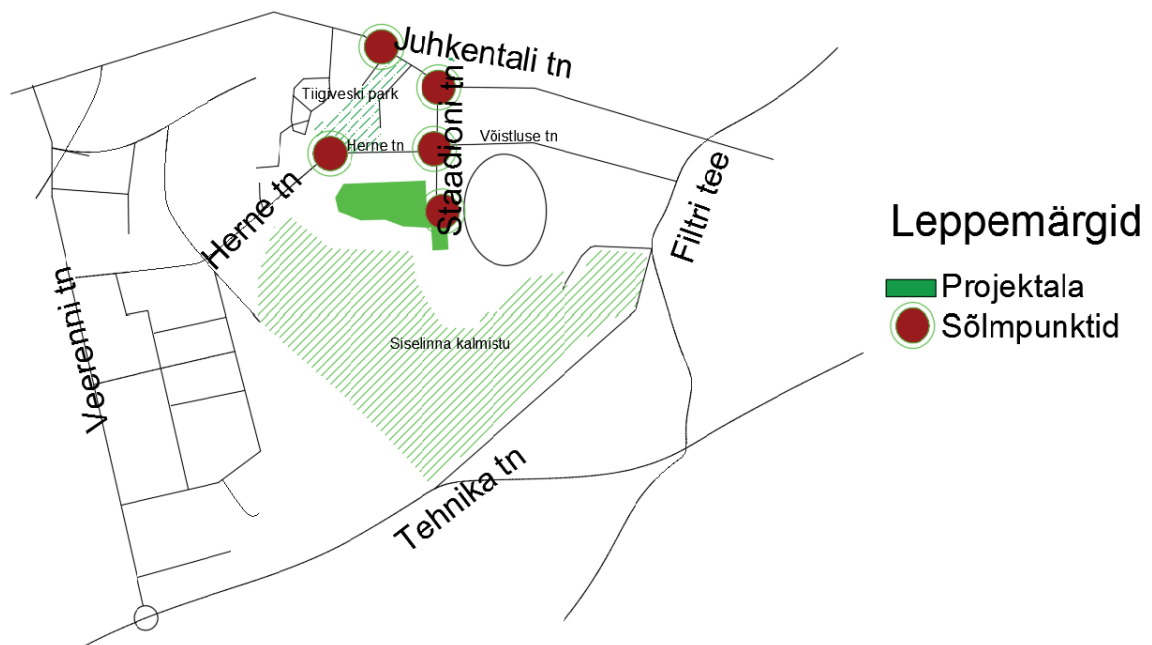 Juhkentali tn
Tiigiveski park
Staadioni tn
Võistluse tn
Herne tn
Herne tn
Filtri tee
Leppemärgid
Projektala
Sõlmpunktid
Veerenni tn
Siselinna kalmistu
Tehnika tn